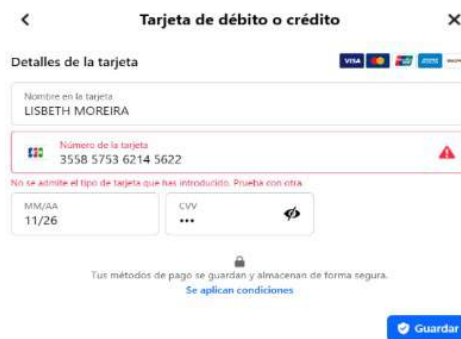 Tarjeta de débito o crédito
Detalles de la tarjeta
VISA
Nombre en la tarjeta
LISBETH MOREIRA
Número de la tarjeta
3558 5753 6214 5622
No se admite el tipo de tarjeta que has introducido. Prueba con otra.
MM/AA
11/26
CVV
•••
Tus métodos de pago se guardan y almacenan de forma segura.
Se aplican condiciones
Guardar